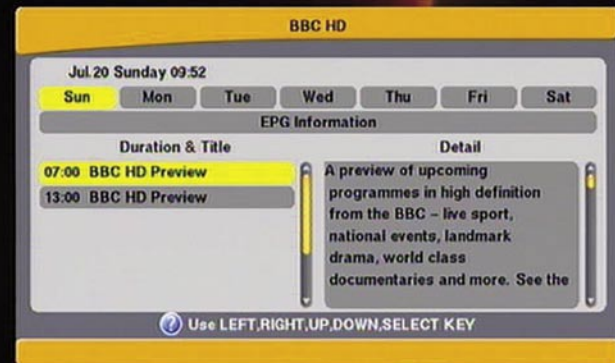 BBC HD
Jul.20 Sunday 09:52
Sun Mon Tue Wed Thu Fri Sat
EPG Information
Duration & Title Detail
07:00 BBC HD Preview
13:00 BBC HD Preview
A preview of upcoming
programmes in high definition
from the BBC – live sport,
national events, landmark
drama, world class
documentaries and more. See the
? Use LEFT,RIGHT,UP,DOWN,SELECT KEY